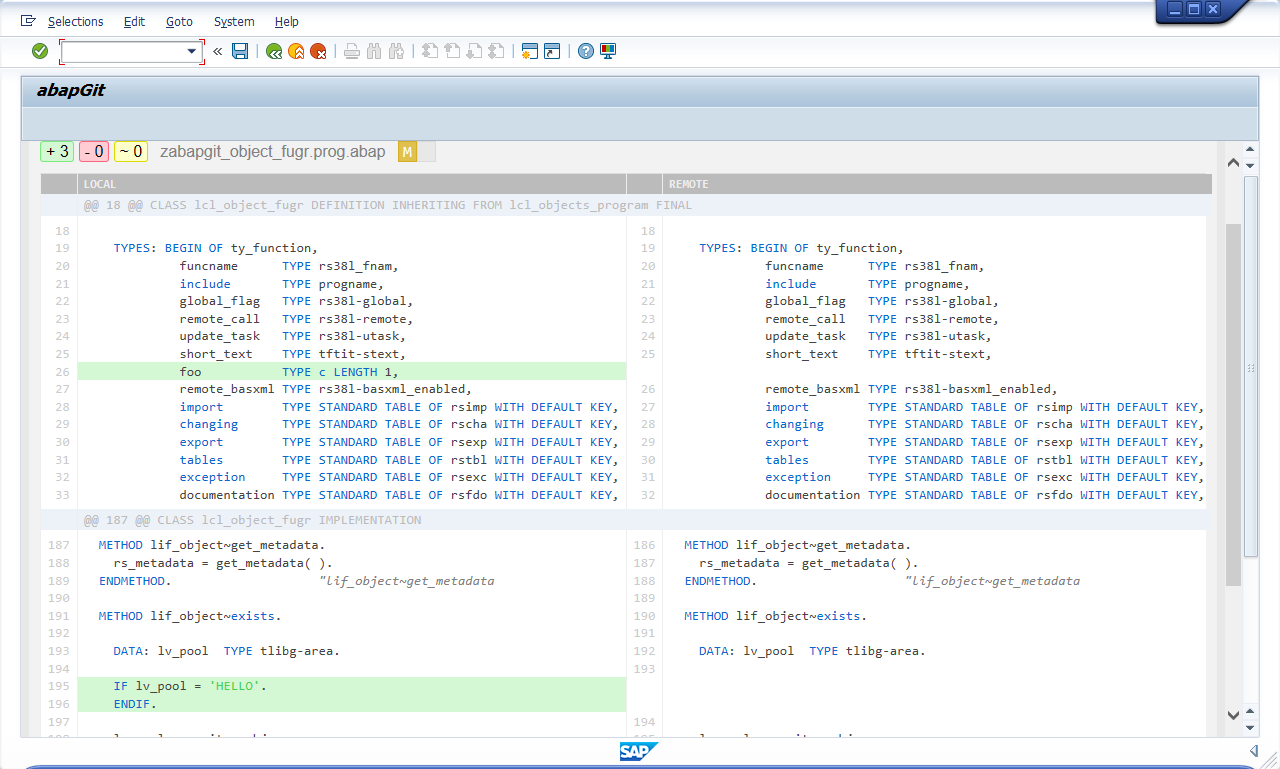 Selections Edit Goto System Help
«
abapGit
+ 3 - 0 ~ 0 zabapgit_object_fugr.prog.abap M
LOCAL REMOTE
@@ 18 @@ CLASS lcl_object_fugr DEFINITION INHERITING FROM lcl_objects_program FINAL
18 18
19 TYPES: BEGIN OF ty_function, 19 TYPES: BEGIN OF ty_function,
20 funcname TYPE rs38l_fnam, 20 funcname TYPE rs38l_fnam,
21 include TYPE progname, 21 include TYPE progname,
22 global_flag TYPE rs38l-global, 22 global_flag TYPE rs38l-global,
23 remote_call TYPE rs38l-remote, 23 remote_call TYPE rs38l-remote,
24 update_task TYPE rs38l-utask, 24 update_task TYPE rs38l-utask,
25 short_text TYPE tftit-stext, 25 short_text TYPE tftit-stext,
26 foo TYPE c LENGTH 1,
27 remote_basxml TYPE rs38l-basxml_enabled, 26 remote_basxml TYPE rs38l-basxml_enabled,
28 import TYPE STANDARD TABLE OF rsimp WITH DEFAULT KEY, 27 import TYPE STANDARD TABLE OF rsimp WITH DEFAULT KEY,
29 changing TYPE STANDARD TABLE OF rscha WITH DEFAULT KEY, 28 changing TYPE STANDARD TABLE OF rscha WITH DEFAULT KEY,
30 export TYPE STANDARD TABLE OF rsexp WITH DEFAULT KEY, 29 export TYPE STANDARD TABLE OF rsexp WITH DEFAULT KEY,
31 tables TYPE STANDARD TABLE OF rstbl WITH DEFAULT KEY, 30 tables TYPE STANDARD TABLE OF rstbl WITH DEFAULT KEY,
32 exception TYPE STANDARD TABLE OF rsexc WITH DEFAULT KEY, 31 exception TYPE STANDARD TABLE OF rsexc WITH DEFAULT KEY,
33 documentation TYPE STANDARD TABLE OF rsfdo WITH DEFAULT KEY, 32 documentation TYPE STANDARD TABLE OF rsfdo WITH DEFAULT KEY,
@@ 187 @@ CLASS lcl_object_fugr IMPLEMENTATION
187 METHOD lif_object~get_metadata. 186 METHOD lif_object~get_metadata.
188 rs_metadata = get_metadata( ). 187 rs_metadata = get_metadata( ).
189 ENDMETHOD. "lif_object~get_metadata 188 ENDMETHOD. "lif_object~get_metadata
190 189
191 METHOD lif_object~exists. 190 METHOD lif_object~exists.
192 191
193 DATA: lv_pool TYPE tlibg-area. 192 DATA: lv_pool TYPE tlibg-area.
194 193
195 IF lv_pool = 'HELLO'.
196 ENDIF.
197 194
SAP